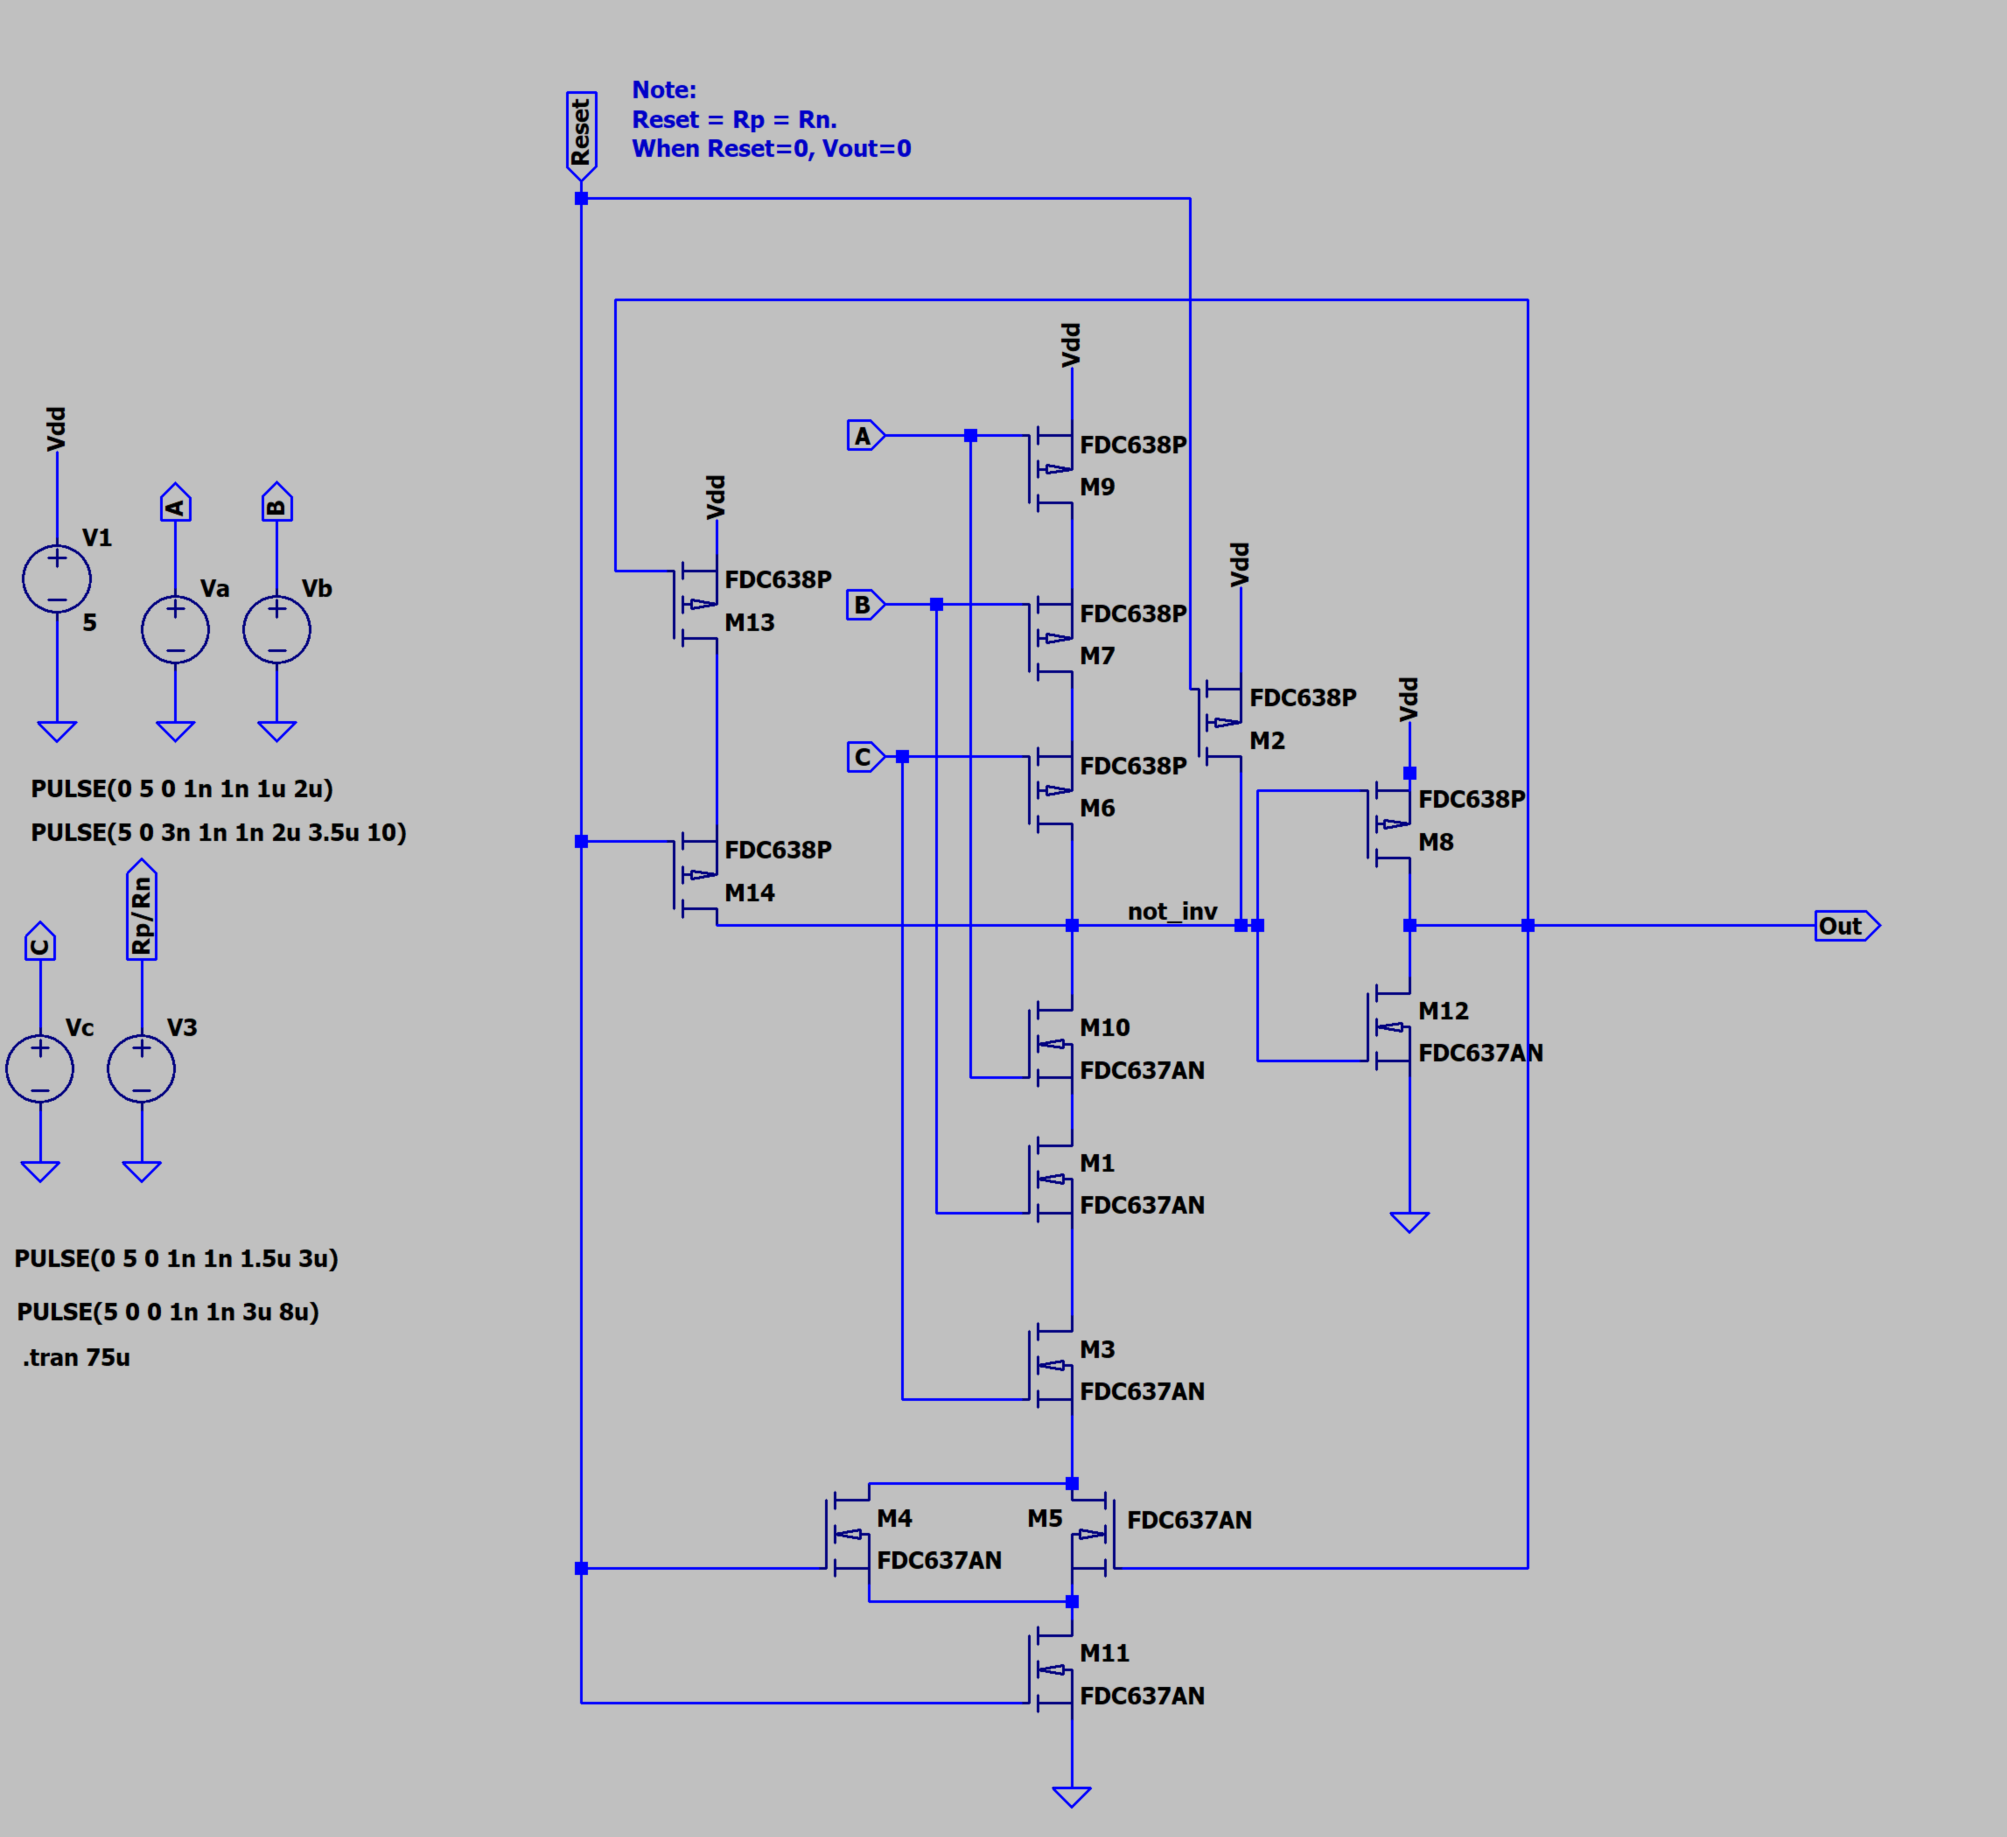 Note:
Reset = Rp = Rn.
When Reset=0, Vout=0
Reset
Vdd
A
FDC638P
M9
Vdd
V1
5
A
Va
B
Vb
Vdd
FDC638P
M13
B
FDC638P
M7
Vdd
FDC638P
M2
C
FDC638P
M6
Vdd
FDC638P
M8
PULSE(0 5 0 1n 1n 1u 2u)
PULSE(5 0 3n 1n 1n 2u 3.5u 10)
FDC638P
M14
not_inv
Out
C
Vc
Rp/Rn
V3
M10
FDC637AN
M12
FDC637AN
M1
FDC637AN
PULSE(0 5 0 1n 1n 1.5u 3u)
PULSE(5 0 0 1n 1n 3u 8u)
.tran 75u
M3
FDC637AN
M4
FDC637AN
M5
FDC637AN
M11
FDC637AN